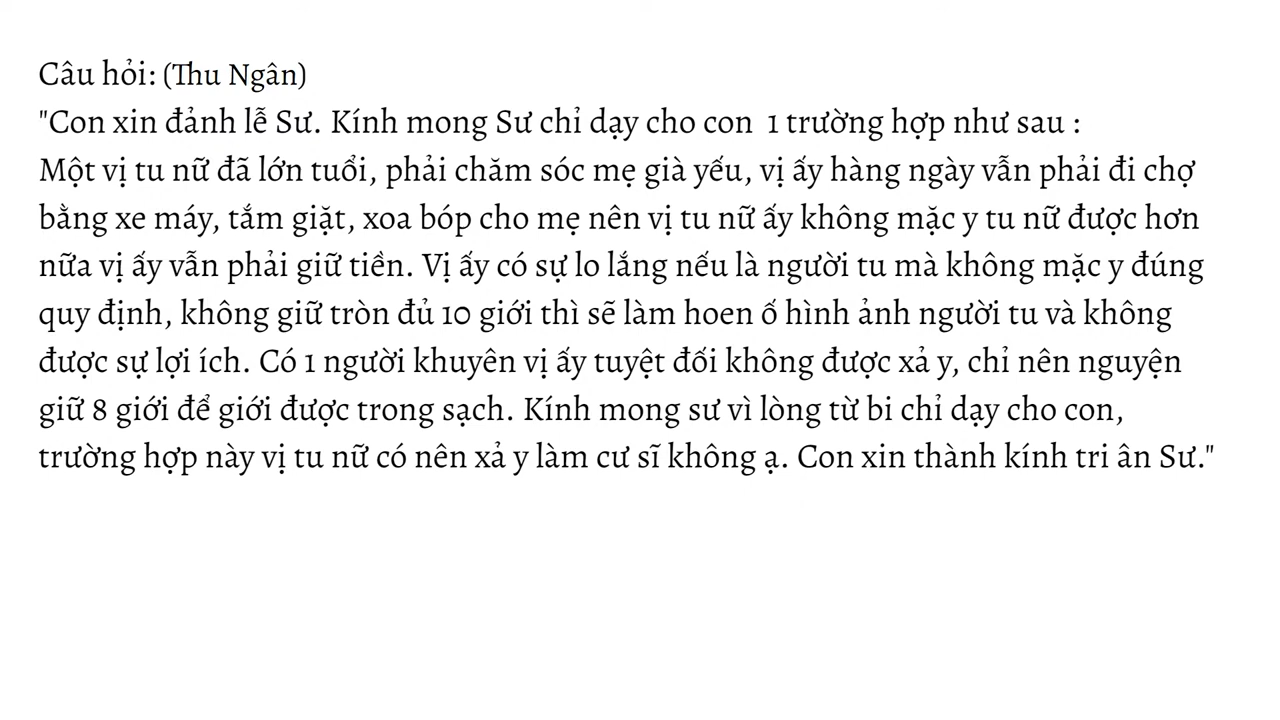 Câu hỏi: (Thu Ngân)
"Con xin đảnh lễ Sư. Kính mong Sư chỉ dạy cho con 1 trường hợp như sau :
Một vị tu nữ đã lớn tuổi, phải chăm sóc mẹ già yếu, vị ấy hàng ngày vẫn phải đi chợ
bằng xe máy, tắm giặt, xoa bóp cho mẹ nên vị tu nữ ấy không mặc y tu nữ được hơn
nữa vị ấy vẫn phải giữ tiền. Vị ấy có sự lo lắng nếu là người tu mà không mặc y đúng
quy định, không giữ tròn đủ 10 giới thì sẽ làm hoen ố hình ảnh người tu và không
được sự lợi ích. Có 1 người khuyên vị ấy tuyệt đối không được xả y, chỉ nên nguyện
giữ 8 giới để giới được trong sạch. Kính mong sư vì lòng từ bi chỉ dạy cho con,
trường hợp này vị tu nữ có nên xả y làm cư sĩ không ạ. Con xin thành kính tri ân Sư."